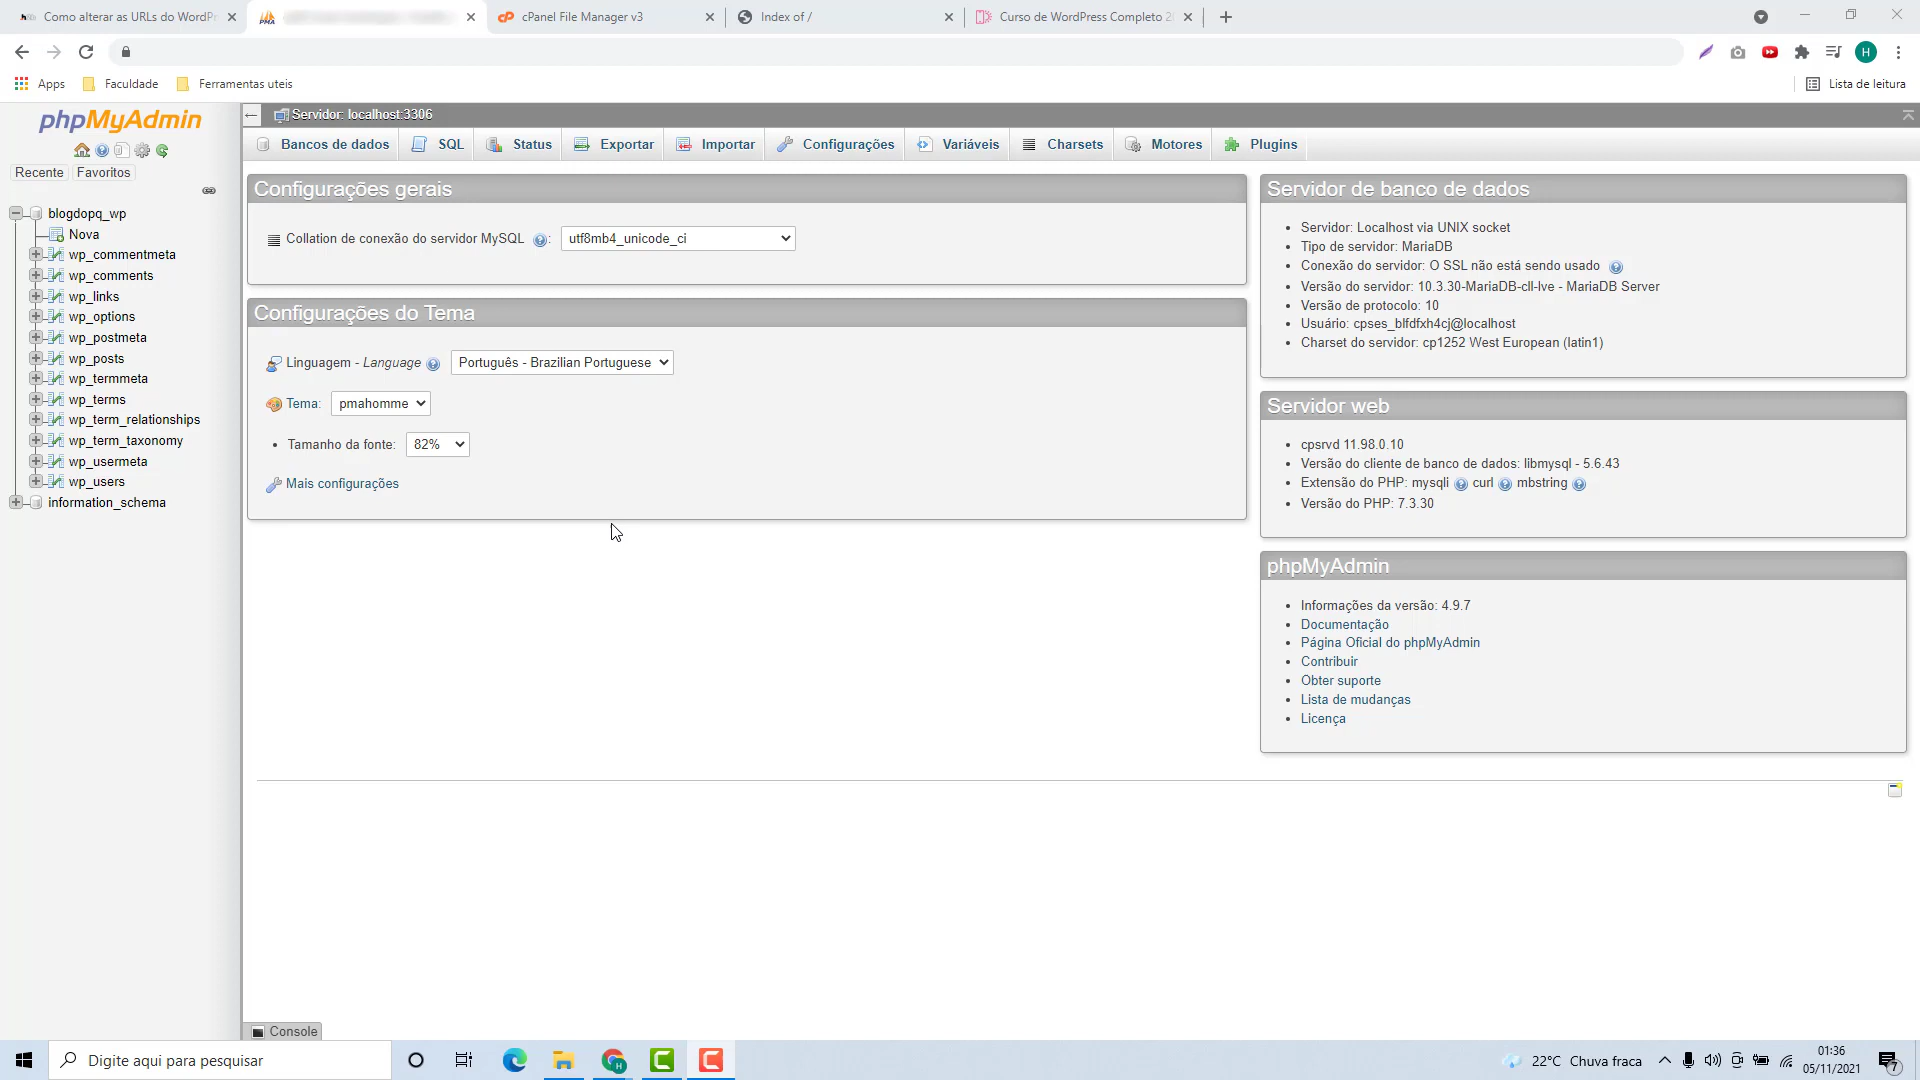 Como alterar as URLs do WordPr
PMA
cPanel File Manager v3
Index of /
Curso de WordPress Completo 2
H
Apps
Faculdade
Ferramentas uteis
Lista de leitura
phpMyAdmin
Recente
Favoritos
blogdopq_wp
Nova
wp_commentmeta
wp_comments
wp_links
wp_options
wp_postmeta
wp_posts
wp_termmeta
wp_terms
wp_term_relationships
wp_term_taxonomy
wp_usermeta
wp_users
information_schema
Servidor: localhost:3306
Bancos de dados
SQL
Status
Exportar
Importar
Configurações
Variáveis
Charsets
Motores
Plugins
Configurações gerais
Collation de conexão do servidor MySQL
:
utf8mb4_unicode_ci
Configurações do Tema
Linguagem - Language
Português - Brazilian Portuguese
Tema:
pmahomme
• Tamanho da fonte:
82%
Mais configurações
Servidor de banco de dados
• Servidor: Localhost via UNIX socket
• Tipo de servidor: MariaDB
• Conexão do servidor: O SSL não está sendo usado
• Versão do servidor: 10.3.30-MariaDB-cll-lve - MariaDB Server
• Versão de protocolo: 10
• Usuário: cpses_blfdfxh4cj@localhost
• Charset do servidor: cp1252 West European (latin1)
Servidor web
• cpsrvd 11.98.0.10
• Versão do cliente de banco de dados: libmysql - 5.6.43
• Extensão do PHP: mysqli curl mbstring
• Versão do PHP: 7.3.30
phpMyAdmin
• Informações da versão: 4.9.7
• Documentação
• Página Oficial do phpMyAdmin
• Contribuir
• Obter suporte
• Lista de mudanças
• Licença
Console
Digite aqui para pesquisar
22°C Chuva fraca
01:36
05/11/2021
7